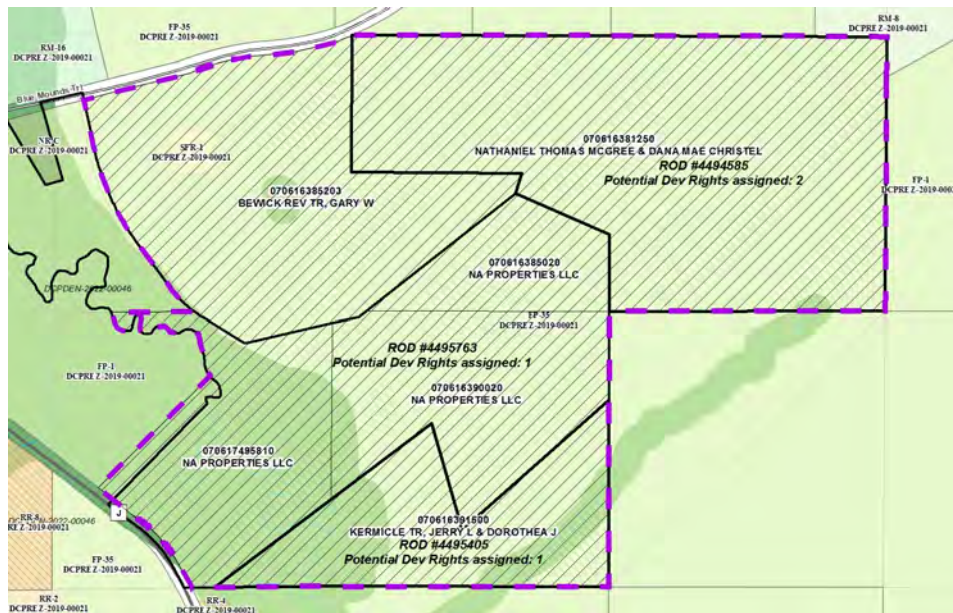 FP-35
DCPREZ-2019-00021
RM-8
DCPREZ-2019-00021
RM-16
DCPREZ-2019-00021
Blue Mounds Trl
NR-C
DCPREZ-2019-00021
SFR-1
DCPREZ-2019-00021
070616381250
NATHANIEL THOMAS MCGREE & DANA MAE CHRISTEL
ROD #4494585
Potential Dev Rights assigned: 2
FP-1
070616385203
BEWICK REV TR, GARY W
070616385020
NA PROPERTIES LLC
DCPDEN-2022-00046
FP-35
DCPREZ-2019-00021
ROD #4495763
Potential Dev Rights assigned: 1
FP-1
DCPREZ-2019-00021
070616390020
NA PROPERTIES LLC
070617495810
NA PROPERTIES LLC
J
RR-8
070616391500
KERMICLE TR, JERRY L & DOROTHEA J
ROD #4495405
Potential Dev Rights assigned: 1
FP-35
DCPREZ-2019-00021
RR-2
DCPREZ-2019-00021
RR-4
DCPREZ-2019-00021